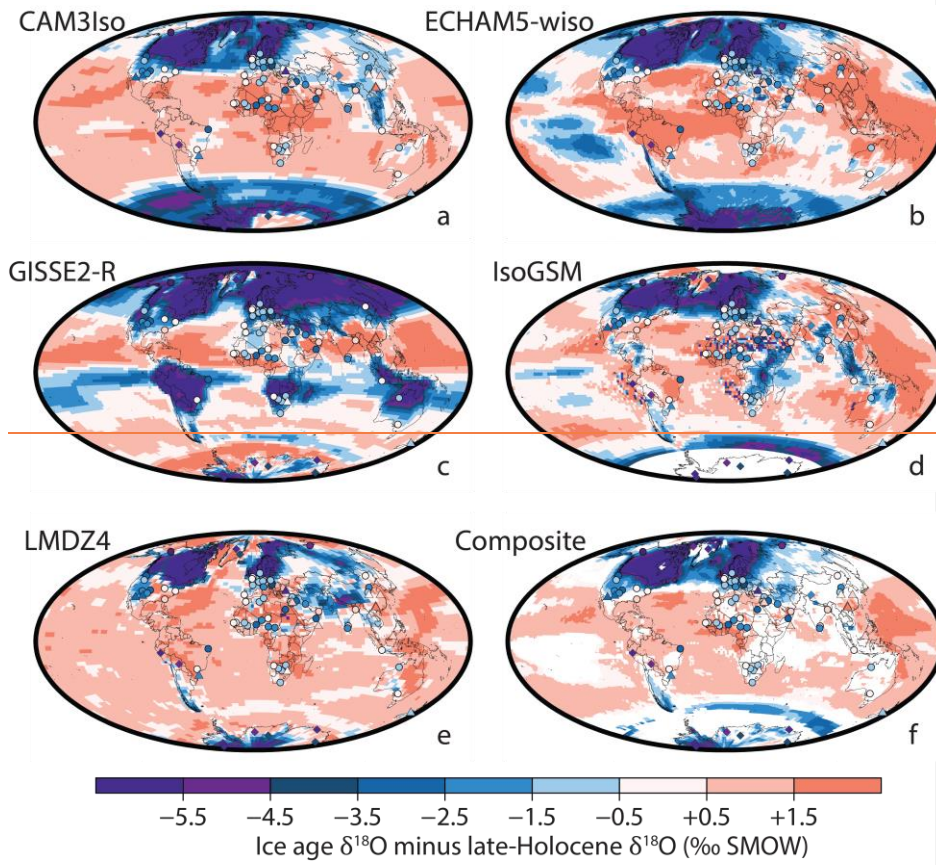 CAM3Iso
ECHAM5-wiso
a
b
GISSE2-R
IsoGSM
c
d
LMDZ4
Composite
e
f
−5.5 −4.5 −3.5 −2.5 −1.5 −0.5 +0.5 +1.5
Ice age δ¹⁸O minus late-Holocene δ¹⁸O (‰ SMOW)